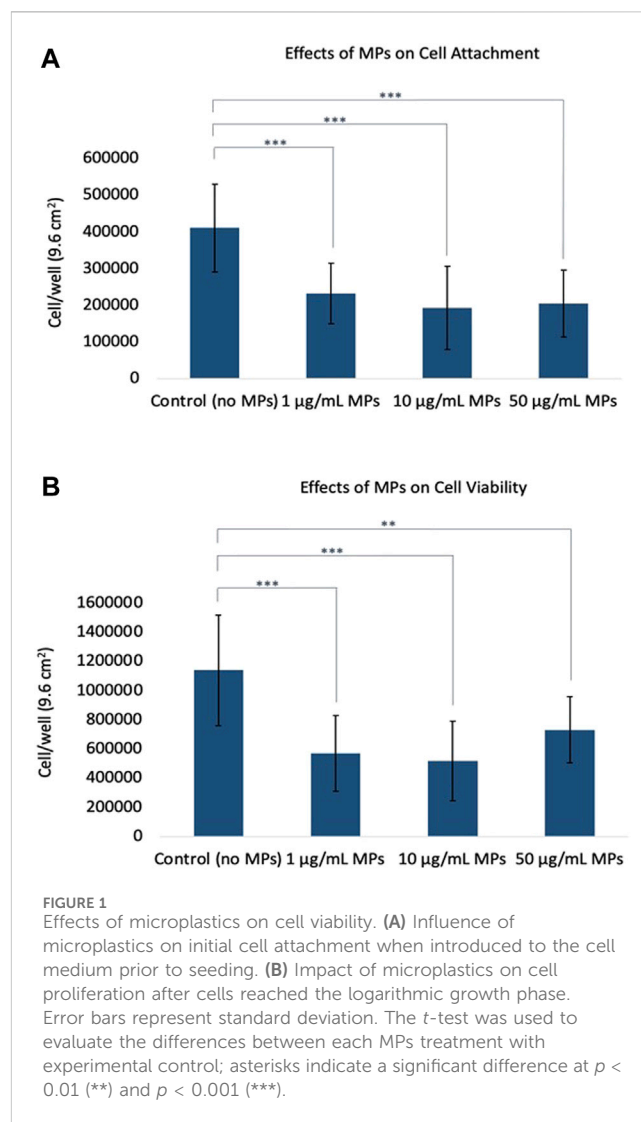 A
Effects of MPs on Cell Attachment
***
***
***
Cell/well (9.6 cm²)
600000
500000
400000
300000
200000
100000
0
Control (no MPs) 1 µg/mL MPs 10 µg/mL MPs 50 µg/mL MPs
B
Effects of MPs on Cell Viability
**
***
***
Cell/well (9.6 cm²)
1600000
1400000
1200000
1000000
800000
600000
400000
200000
0
Control (no MPs) 1 µg/mL MPs 10 µg/mL MPs 50 µg/mL MPs
FIGURE 1
Effects of microplastics on cell viability. (A) Influence of
microplastics on initial cell attachment when introduced to the cell
medium prior to seeding. (B) Impact of microplastics on cell
proliferation after cells reached the logarithmic growth phase.
Error bars represent standard deviation. The t-test was used to
evaluate the differences between each MPs treatment with
experimental control; asterisks indicate a significant difference at p <
0.01 (**) and p < 0.001 (***).